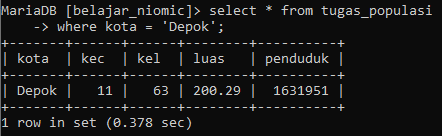 MariaDB [belajar_niomic]> select * from tugas_populasi
    -> where kota = 'Depok';
+-------+------+------+--------+----------+
| kota  | kec  | kel  | luas   | penduduk |
+-------+------+------+--------+----------+
| Depok |   11 |   63 | 200.29 |  1631951 |
+-------+------+------+--------+----------+
1 row in set (0.378 sec)